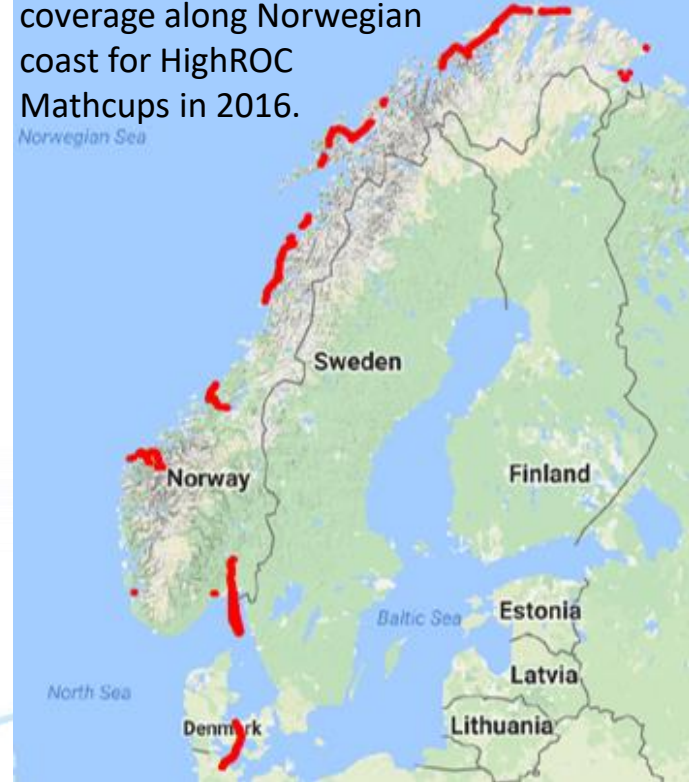 coverage along Norwegian
coast for HighROC
Mathcups in 2016.
Norwegian Sea
Sweden
Norway
Finland
Baltic Sea
Estonia
Latvia
North Sea
Denmark
Lithuania